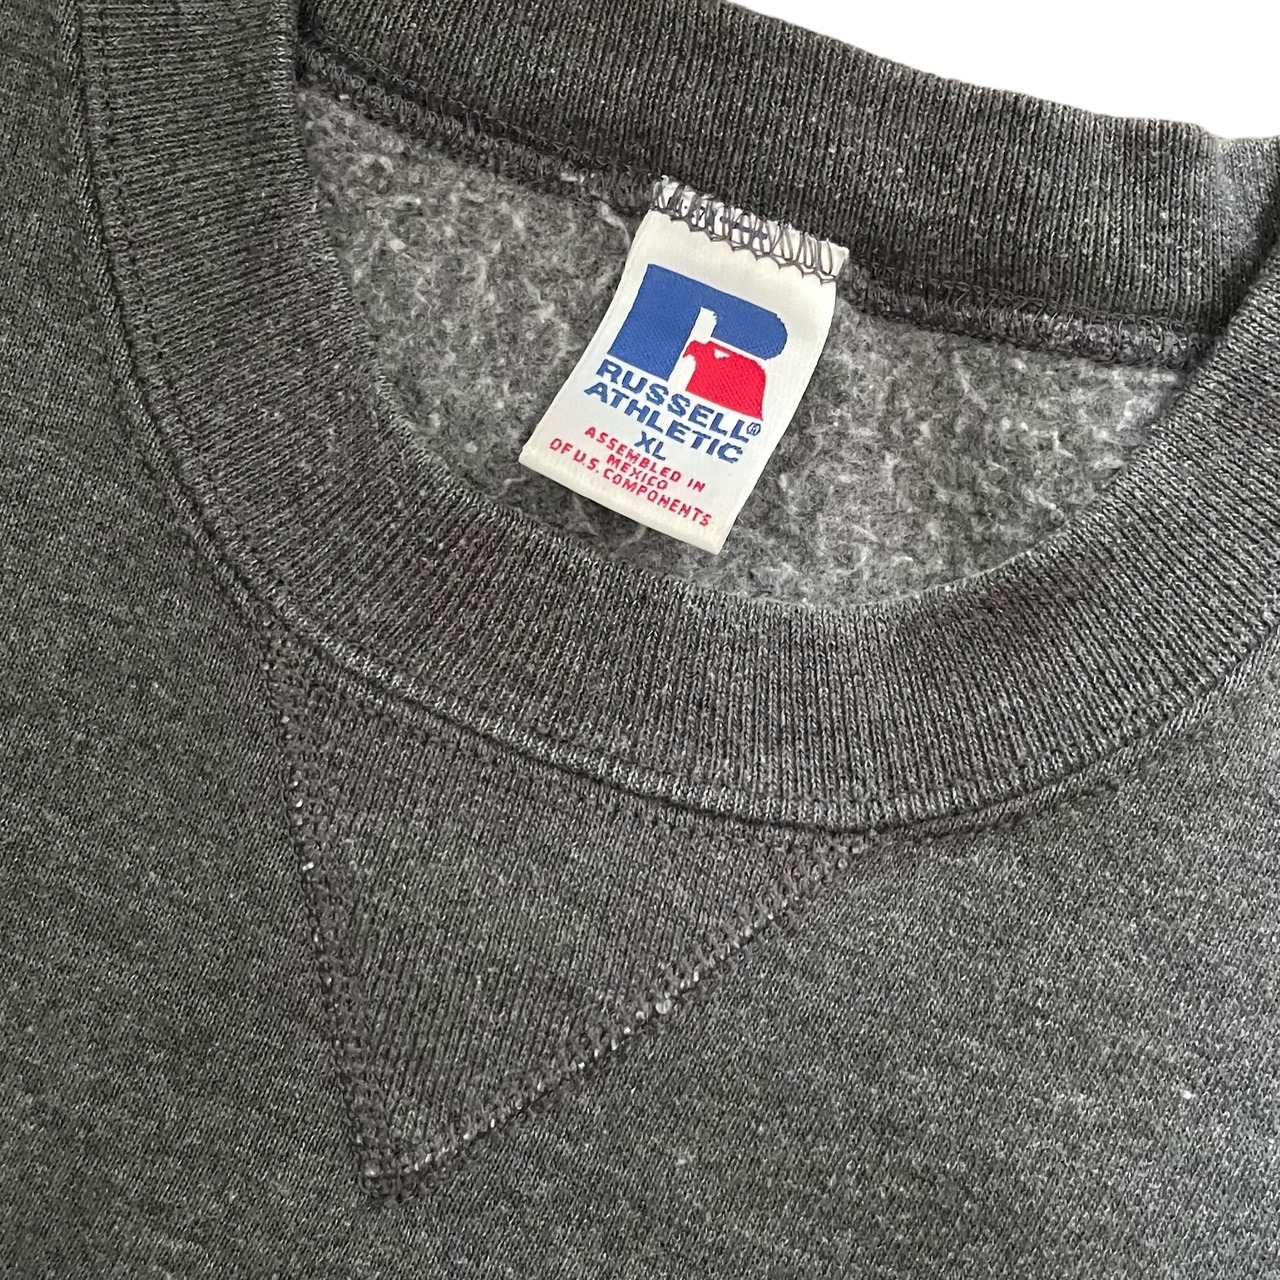 RUSSELL®
ATHLETIC
XL
ASSEMBLED IN
MEXICO
OF U.S. COMPONENTS